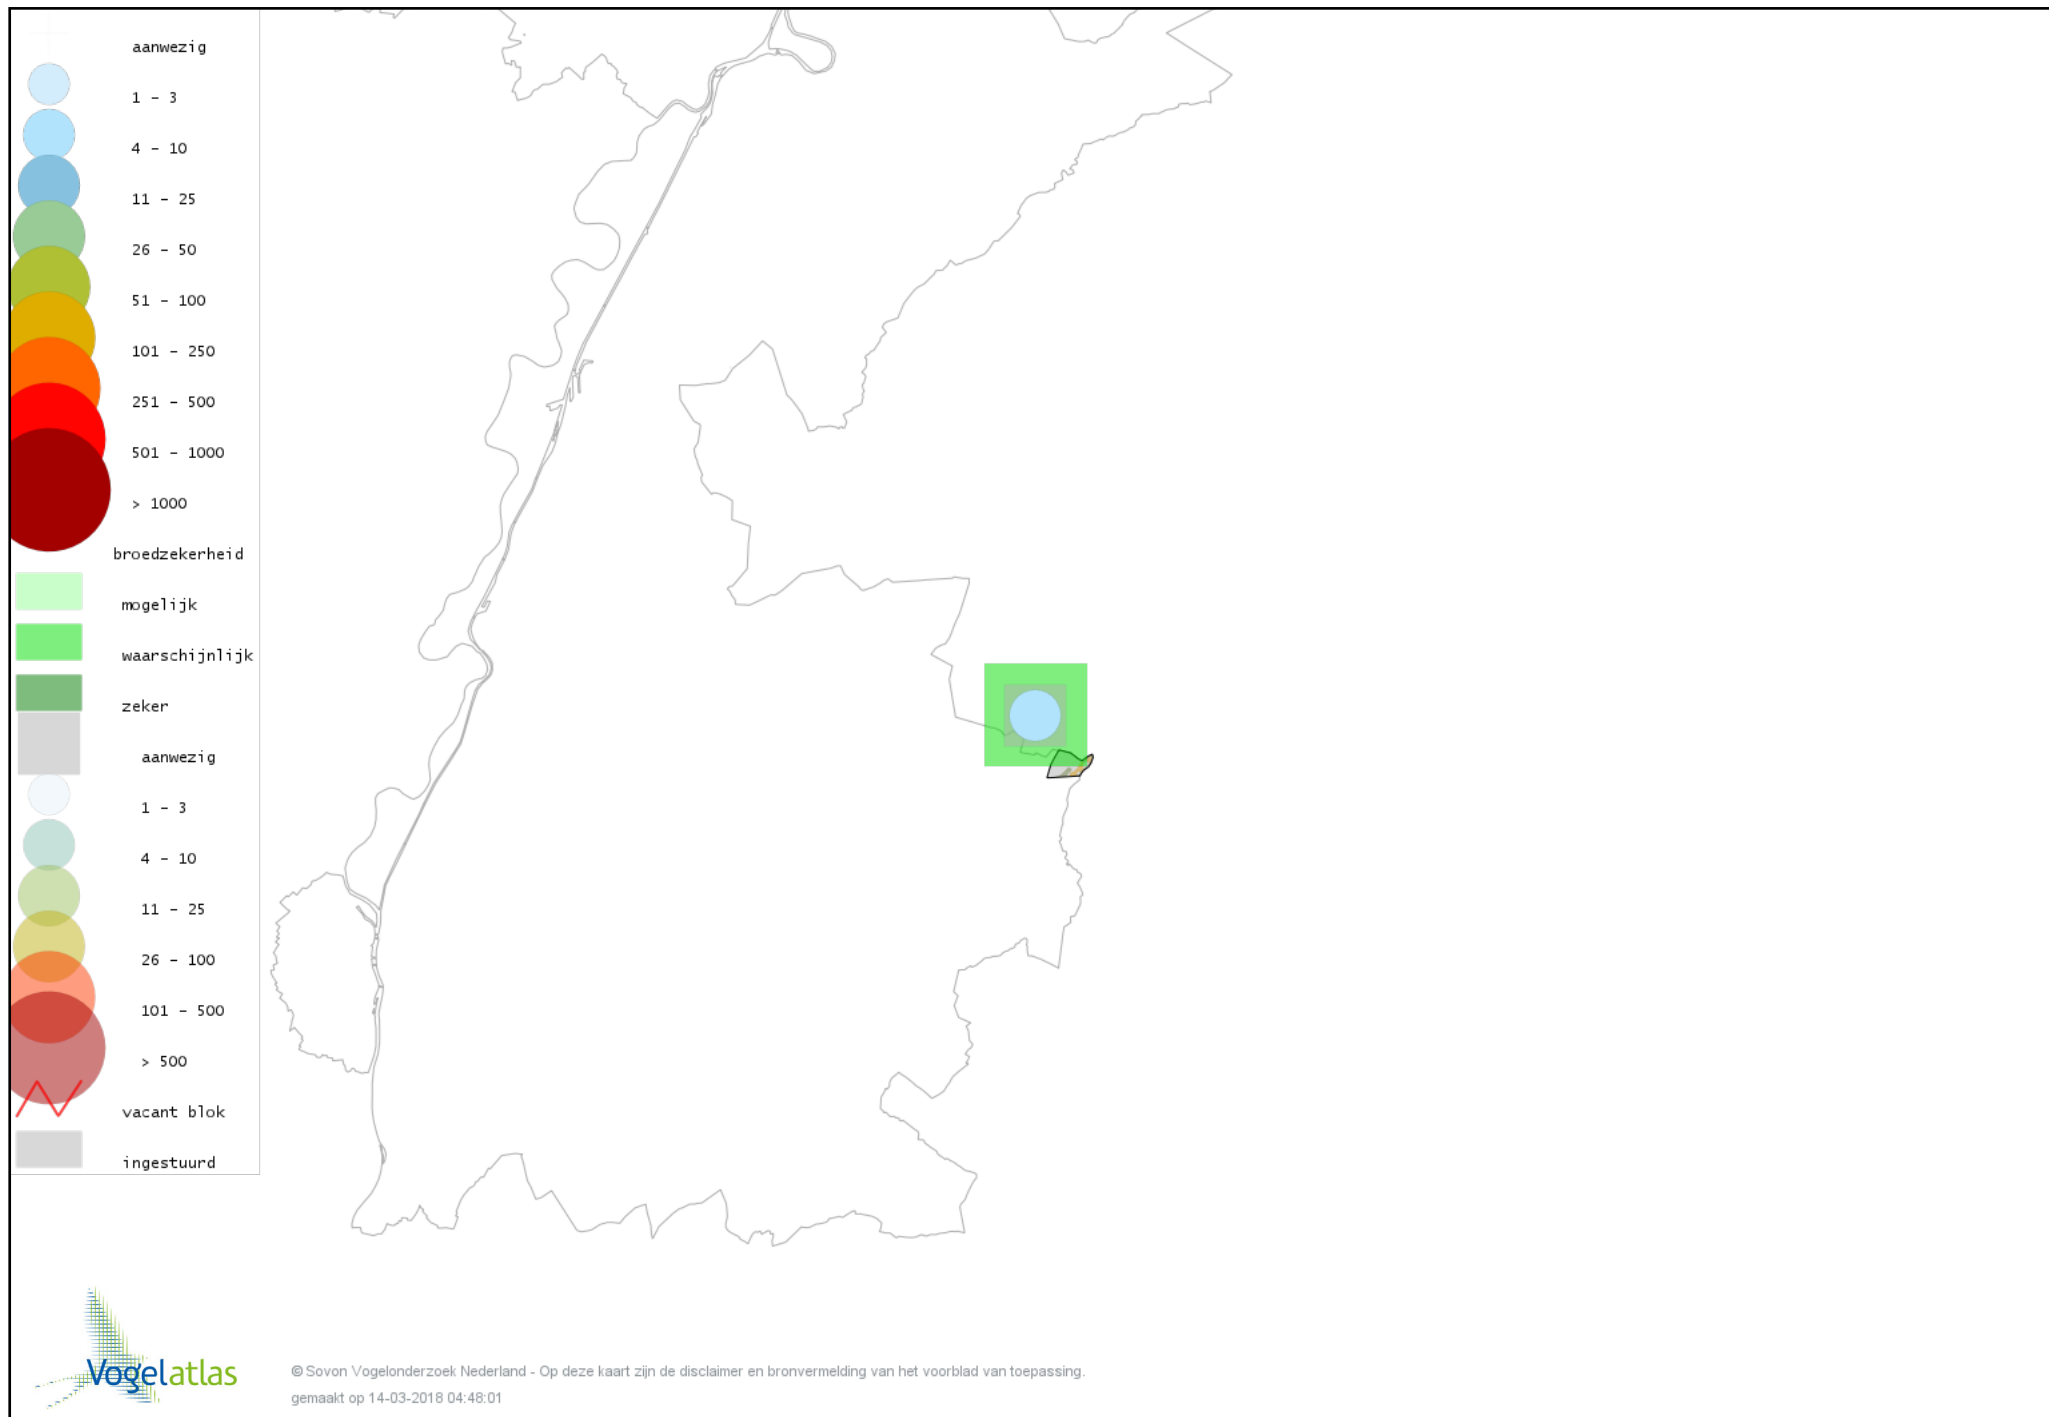 aanwezig
1 - 3
4 - 10
11 - 25
26 - 50
51 - 100
101 - 250
251 - 500
501 - 1000
> 1000
broedzekerheid
mogelijk
waarschijnlijk
zeker
aanwezig
1 - 3
4 - 10
11 - 25
26 - 100
101 - 500
> 500
vacant blok
ingestuurd
Vogelatlas
© Sovon Vogelonderzoek Nederland - Op deze kaart zijn de disclaimer en bronvermelding van het voorblad van toepassing.
gemaakt op 14-03-2018 04:48:01